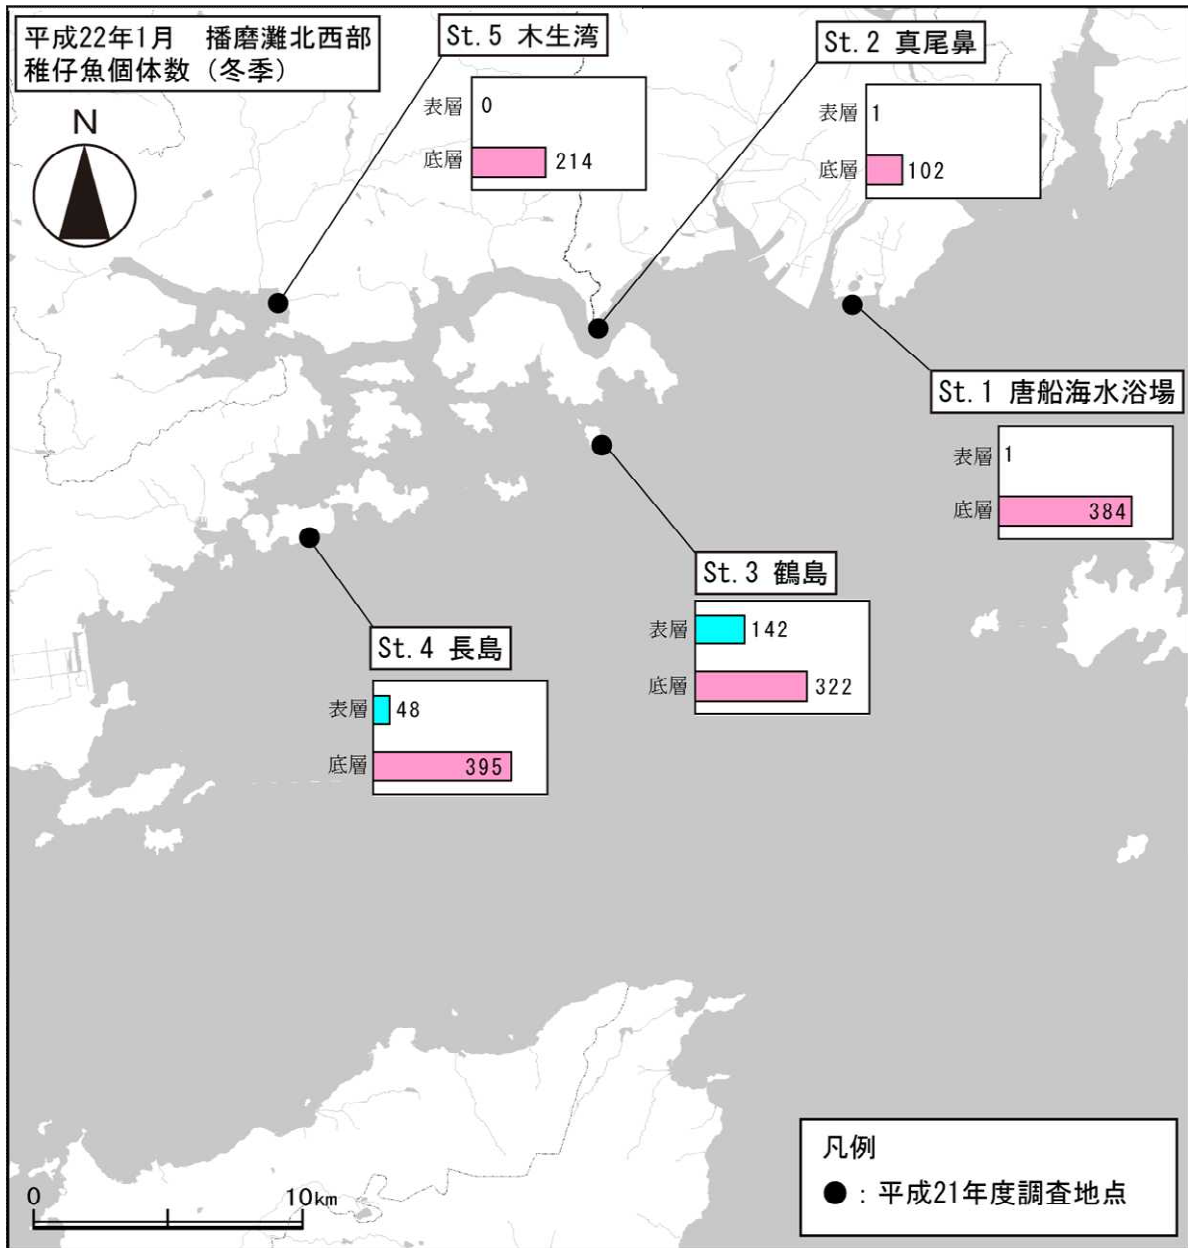 平成22年1月　播磨灘北西部
稚仔魚個体数（冬季）
N
St.5 木生湾
表層 0
底層 214
St.2 真尾鼻
表層 1
底層 102
St.1 唐船海水浴場
表層 1
底層 384
St.3 鶴島
表層 142
底層 322
St.4 長島
表層 48
底層 395
0 10km
凡例
●：平成21年度調査地点